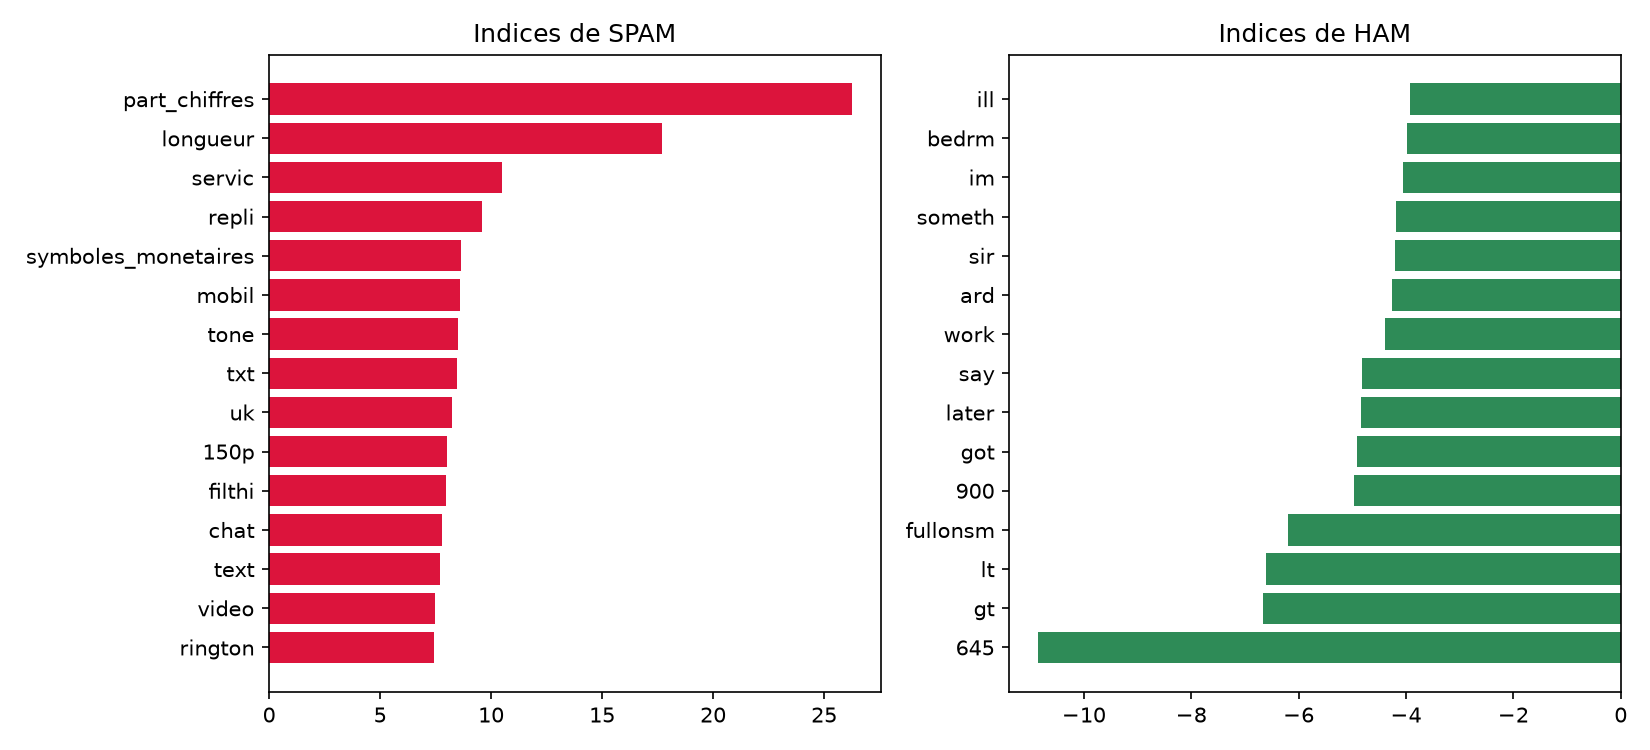 Indices de SPAM
part_chiffres
longueur
servic
repli
symboles_monetaires
mobil
tone
txt
uk
150p
filthi
chat
text
video
rington
0 5 10 15 20 25
Indices de HAM
ill
bedrm
im
someth
sir
ard
work
say
later
got
900
fullonsm
lt
gt
645
−10 −8 −6 −4 −2 0